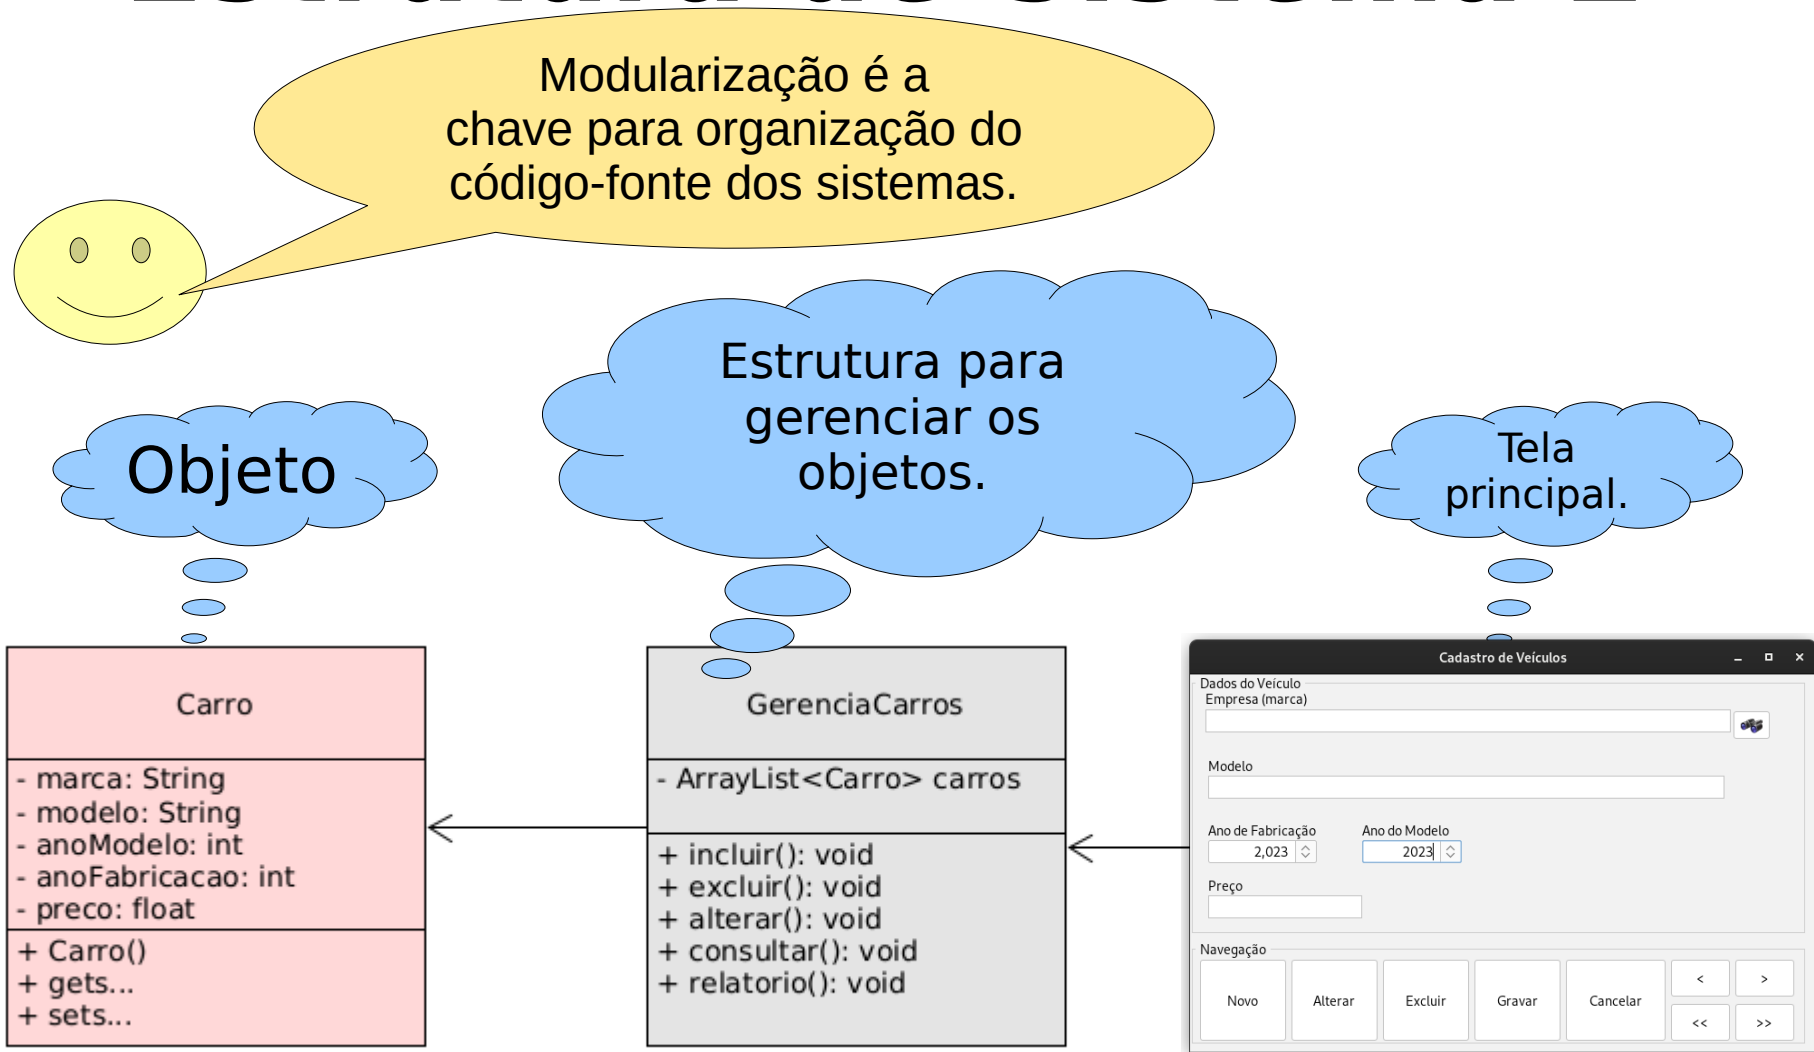 Modularização é a
chave para organização do
código-fonte dos sistemas.
Estrutura para
gerenciar os
objetos.
Objeto
Tela
principal.
Carro
- marca: String
- modelo: String
- anoModelo: int
- anoFabricacao: int
- preco: float
+ Carro()
+ gets...
+ sets...
GerenciaCarros
- ArrayList<Carro> carros
+ incluir(): void
+ excluir(): void
+ alterar(): void
+ consultar(): void
+ relatorio(): void
Cadastro de Veículos
Dados do Veículo
Empresa (marca)
Modelo
Ano de Fabricação Ano do Modelo
2,023 2023
Preço
Navegação
Novo Alterar Excluir Gravar Cancelar < >
<< >>